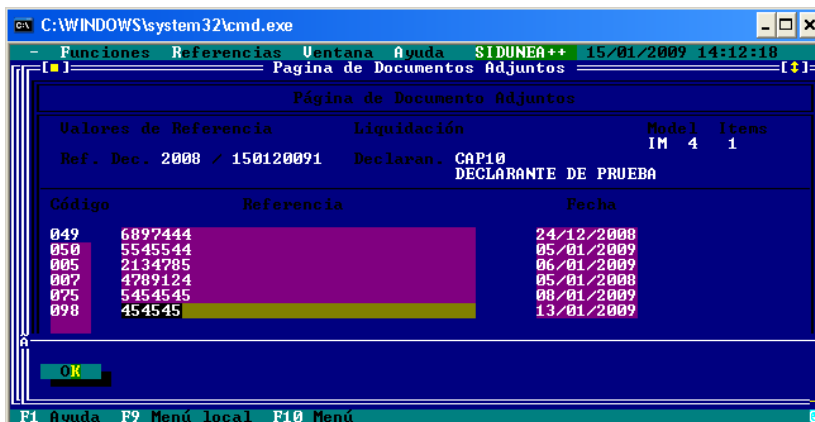 C:\WINDOWS\system32\cmd.exe
- Funciones Referencias Ventana Ayuda SIDUNEA++ 15/01/2009 14:12:18
Pagina de Documentos Adjuntos
Página de Documento Adjuntos
Valores de Referencia Liquidación Model Itens
IM 4 1
Ref. Dec. 2008 / 150120091 Declaran. CAP10
DECLARANTE DE PRUEBA
Código Referencia Fecha
049 6897444 24/12/2008
050 5545544 05/01/2009
005 2134785 06/01/2009
007 4789124 05/01/2008
075 5454545 08/01/2009
098 454545 13/01/2009
OK
F1 Ayuda F9 Menú local F10 Menú